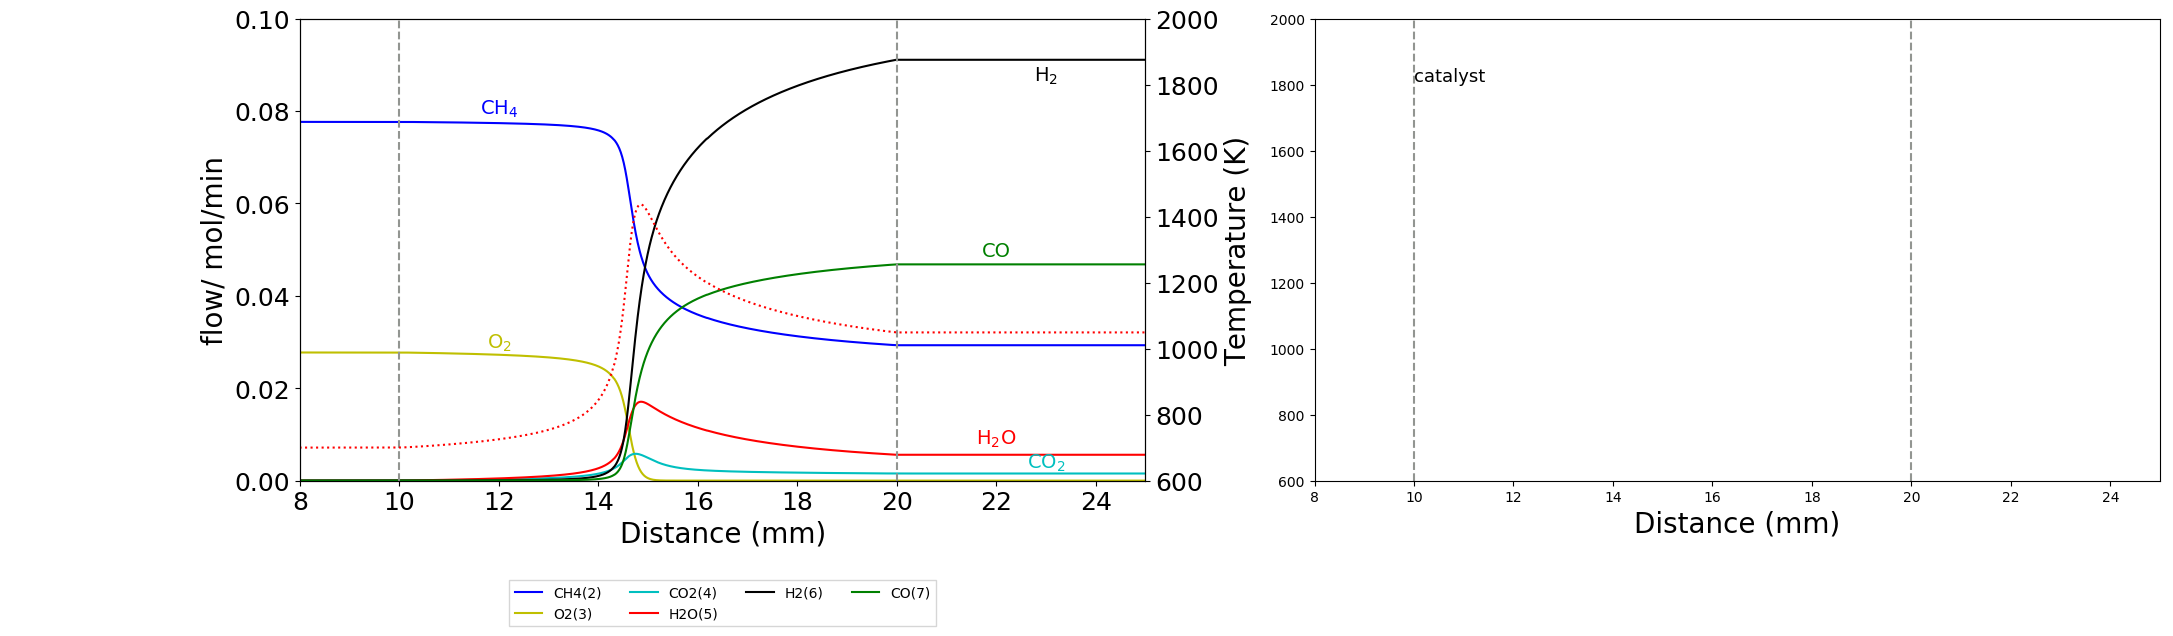 0.10
0.08
0.06
0.04
0.02
0.00
flow/ mol/min
CH4
O2
H2
CO
H2O
CO2
2000
1800
1600
1400
1200
1000
800
600
Temperature (K)
8 10 12 14 16 18 20 22 24
Distance (mm)
CH4(2) CO2(4) H2(6) CO(7)
O2(3) H2O(5)
2000
1800
1600
1400
1200
1000
800
600
catalyst
8 10 12 14 16 18 20 22 24
Distance (mm)